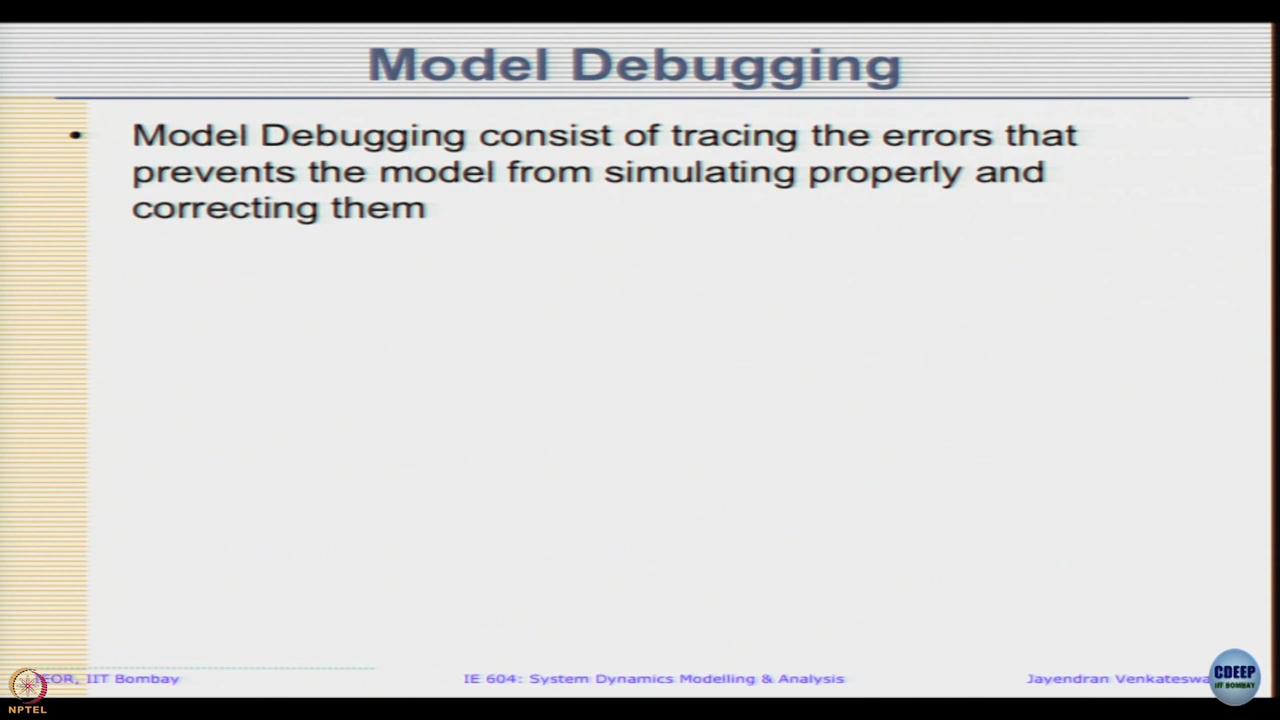 Model Debugging
• Model Debugging consist of tracing the errors that
prevents the model from simulating properly and
correcting them
IEOR, IIT Bombay
IE 604: System Dynamics Modelling & Analysis
Jayendran Venkateswa
CDEEP
IIT BOMBAY
NPTEL